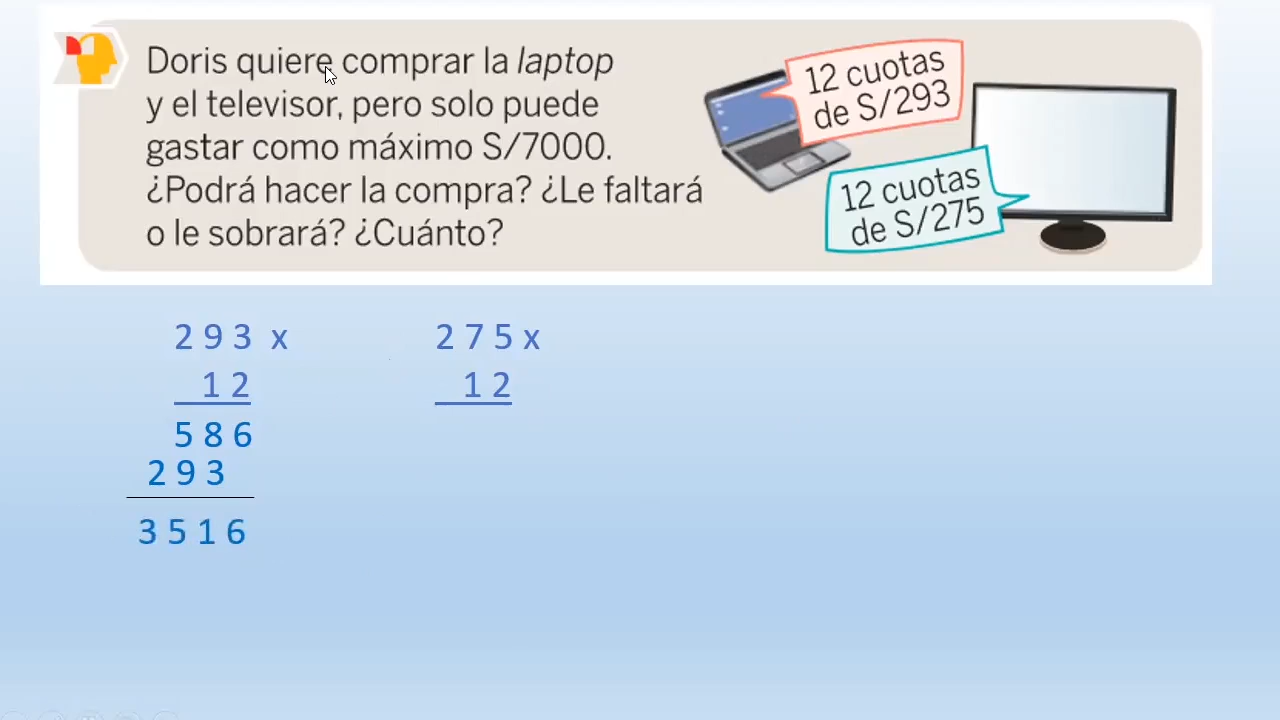 Doris quiere comprar la laptop
y el televisor, pero solo puede
gastar como máximo S/7000.
¿Podrá hacer la compra? ¿Le faltará
o le sobrará? ¿Cuánto?
12 cuotas
de S/293
12 cuotas
de S/275
2 9 3 x
1 2
5 8 6
2 9 3
3 5 1 6
2 7 5 x
1 2